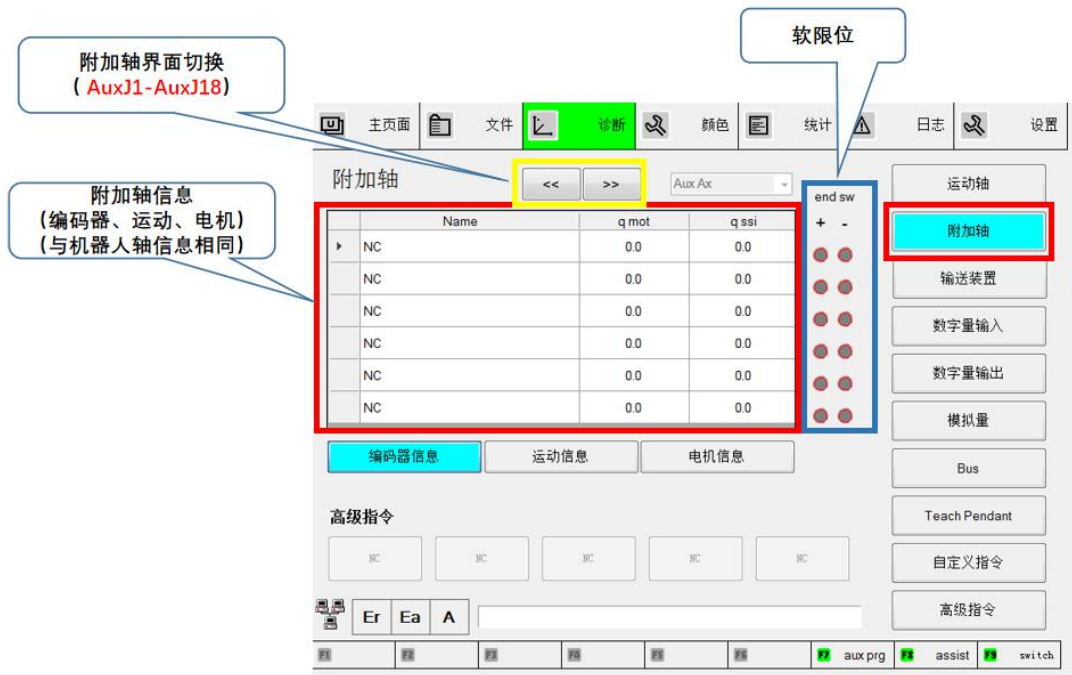 软限位
附加轴界面切换
( AuxJ1-AuxJ18)
主页面 文件 诊断 颜色 统计 日志 设置
附加轴 << >> Aux Ax
end sw
+ -
附加轴信息
(编码器、运动、电机)
(与机器人轴信息相同)
Name q mot q ssi
NC 0.0 0.0
NC 0.0 0.0
NC 0.0 0.0
NC 0.0 0.0
NC 0.0 0.0
NC 0.0 0.0
编码器信息 运动信息 电机信息
高级指令
NC NC NC NC NC
Er Ea A
运动轴
附加轴
输送装置
数字量输入
数字量输出
模拟量
Bus
Teach Pendant
自定义指令
高级指令
F1 F2 F3 F4 F5 F6 F7 aux prg F8 assist F9 switch